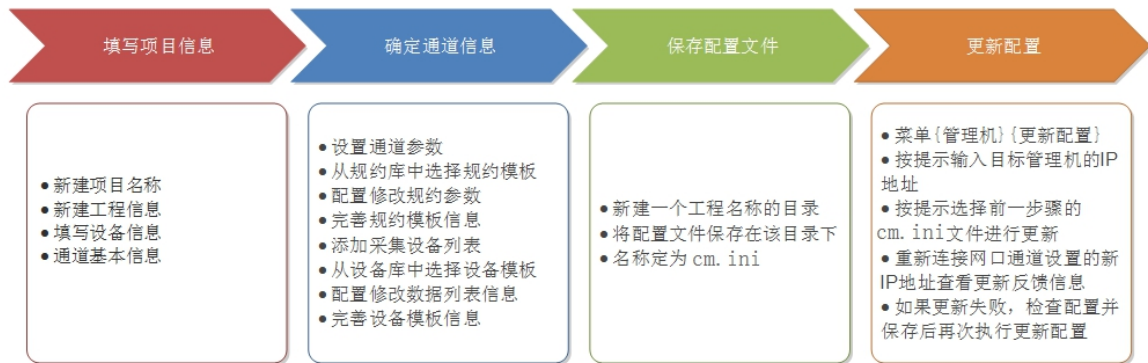 填写项目信息
确定通道信息
保存配置文件
更新配置
● 新建项目名称
● 新建工程信息
● 填写设备信息
● 通道基本信息
● 设置通道参数
● 从规约库中选择规约模板
● 配置修改规约参数
● 完善规约模板信息
● 添加采集设备列表
● 从设备库中选择设备模板
● 配置修改数据列表信息
● 完善设备模板信息
● 新建一个工程名称的目录
● 将配置文件保存在该目录下
● 名称定为 cm.ini
● 菜单{管理机}{更新配置}
● 按提示输入目标管理机的IP
地址
● 按提示选择前一步骤的
cm.ini文件进行更新
● 重新连接网口通道设置的新
IP地址查看更新反馈信息
● 如果更新失败，检查配置并
保存后再次执行更新配置